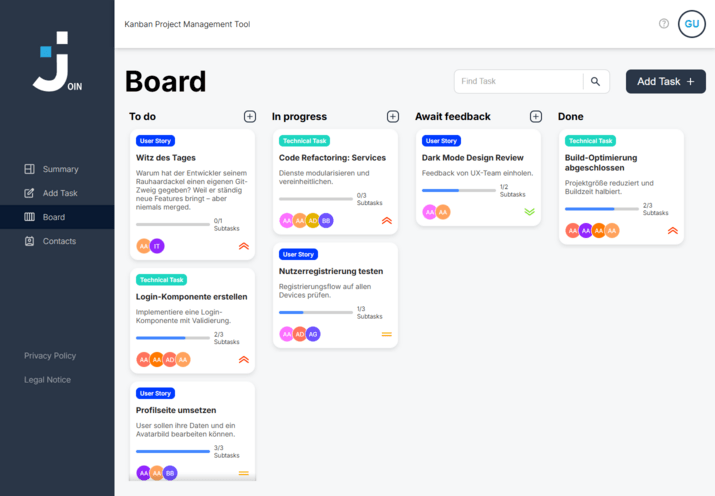 Join
Kanban Project Management Tool
?
GU
Summary
Add Task
Board
Contacts
Privacy Policy
Legal Notice
Board
Find Task
Add Task +
To do
User Story
Witz des Tages
Warum hat der Entwickler seinem
Rauhaardackel einen eigenen Git-
Zweig gegeben? Weil er ständig
neue Features bringt – aber
niemals merged.
0/1
Subtasks
AA IT
Technical Task
Login-Komponente erstellen
Implementiere eine Login-
Komponente mit Validierung.
2/3
Subtasks
AA AA AD AA
User Story
Profilseite umsetzen
User sollen ihre Daten und ein
Avatarbild bearbeiten können.
3/3
Subtasks
AA AA BB
In progress
Technical Task
Code Refactoring: Services
Dienste modularisieren und
vereinheitlichen.
0/3
Subtasks
AA AA AD BB
User Story
Nutzerregistrierung testen
Registrierungsflow auf allen
Devices prüfen.
1/3
Subtasks
AA AD AG
Await feedback
User Story
Dark Mode Design Review
Feedback von UX-Team einholen.
1/2
Subtasks
AA AA
Done
Technical Task
Build-Optimierung
abgeschlossen
Projektgröße reduziert und
Buildzeit halbiert.
2/3
Subtasks
AA AA AA AA